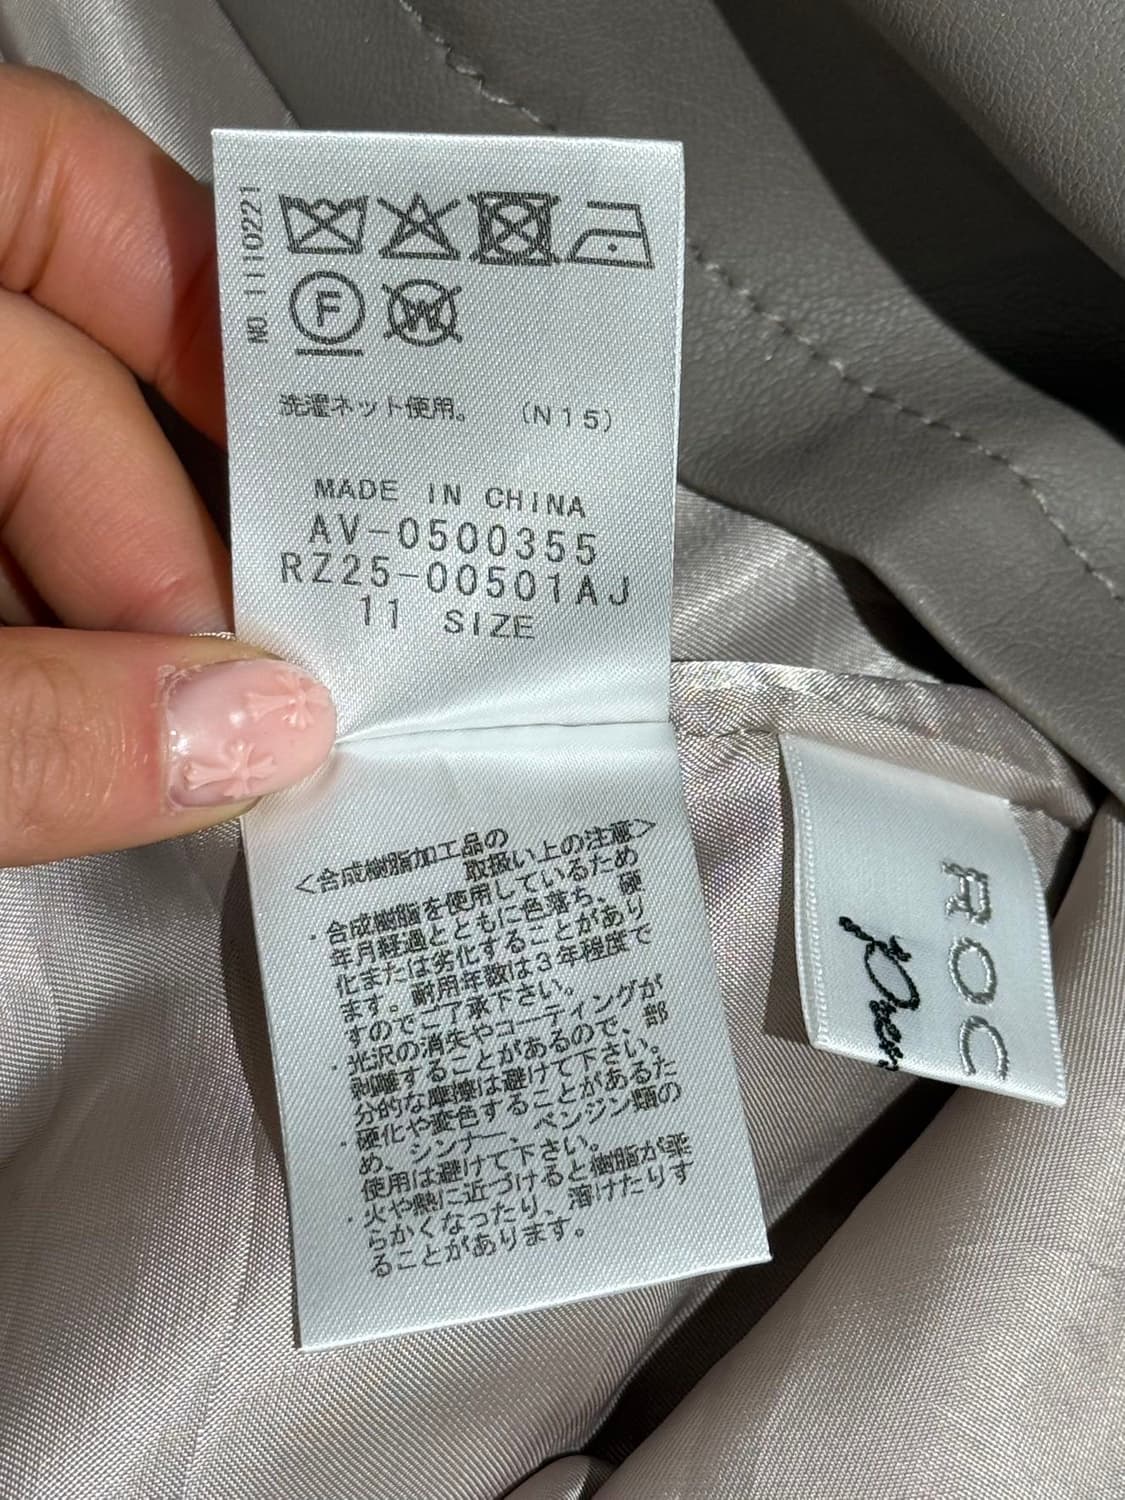 NO 1110221
F W
洗濯ネット使用。 (N15)
MADE IN CHINA
AV-0500355
RZ25-00501AJ
11 SIZE
<合成樹脂加工品の
取扱い上の注意>
・合成樹脂を使用しているため
年月経過とともに色落ち、硬
化または劣化することがあり
ます。耐用年数は3年程度で
すのでご了承下さい。
・光沢の消失やコーティングが
剥離することがあるので、部
分的な摩擦は避けて下さい。
・硬化や変色することがあるた
め、シンナー、ベンジン類の
使用は避けて下さい。
・火や熱に近づけると樹脂が柔
らかくなったり、溶けたりす
ることがあります。
ROC